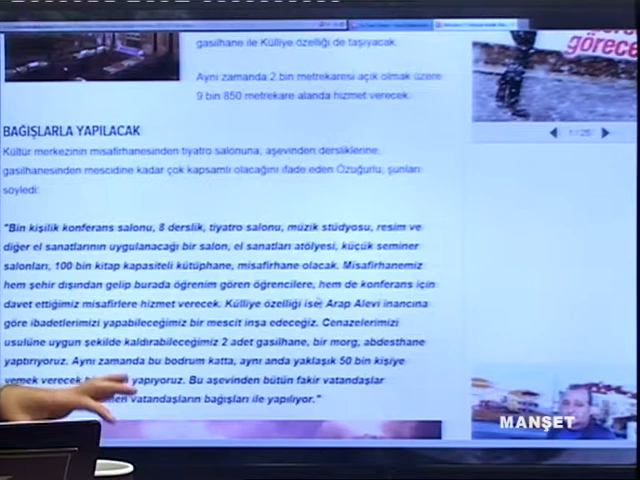 gasilhane ile Külliye özelliği de taşıyacak.
Aynı zamanda 2 bin metrekaresi açık olmak üzere
9 bin 850 metrekare alanda hizmet verecek.
görece
1 / 25
BAĞIŞLARLA YAPILACAK
Kültür merkezinin misafirhanesinden tiyatro salonuna, aşevinden dersliklerine,
gasilhanesinden mescidine kadar çok kapsamlı olacağını ifade eden Özuğurlu, şunları
söyledi:
"Bin kişilik konferans salonu, 8 derslik, tiyatro salonu, müzik stüdyosu, resim ve
diğer el sanatlarının uygulanacağı bir salon, el sanatları atölyesi, küçük seminer
salonları, 100 bin kitap kapasiteli kütüphane, misafirhane olacak. Misafirhanemiz
hem şehir dışından gelip burada öğrenim gören öğrencilere, hem de konferans için
davet ettiğimiz misafirlere hizmet verecek. Külliye özelliği ise Arap Alevi inancına
göre ibadetlerimizi yapabileceğimiz bir mescit inşa edeceğiz. Cenazelerimizi
usulüne uygun şekilde kaldırabileceğimiz 2 adet gasilhane, bir morg, abdesthane
yaptırıyoruz. Aynı zamanda bu bodrum katta, aynı anda yaklaşık 50 bin kişiye
yemek verecek yapıyoruz. Bu aşevinden bütün fakir vatandaşlar
vatandaşların bağışları ile yapılıyor."
MANŞET